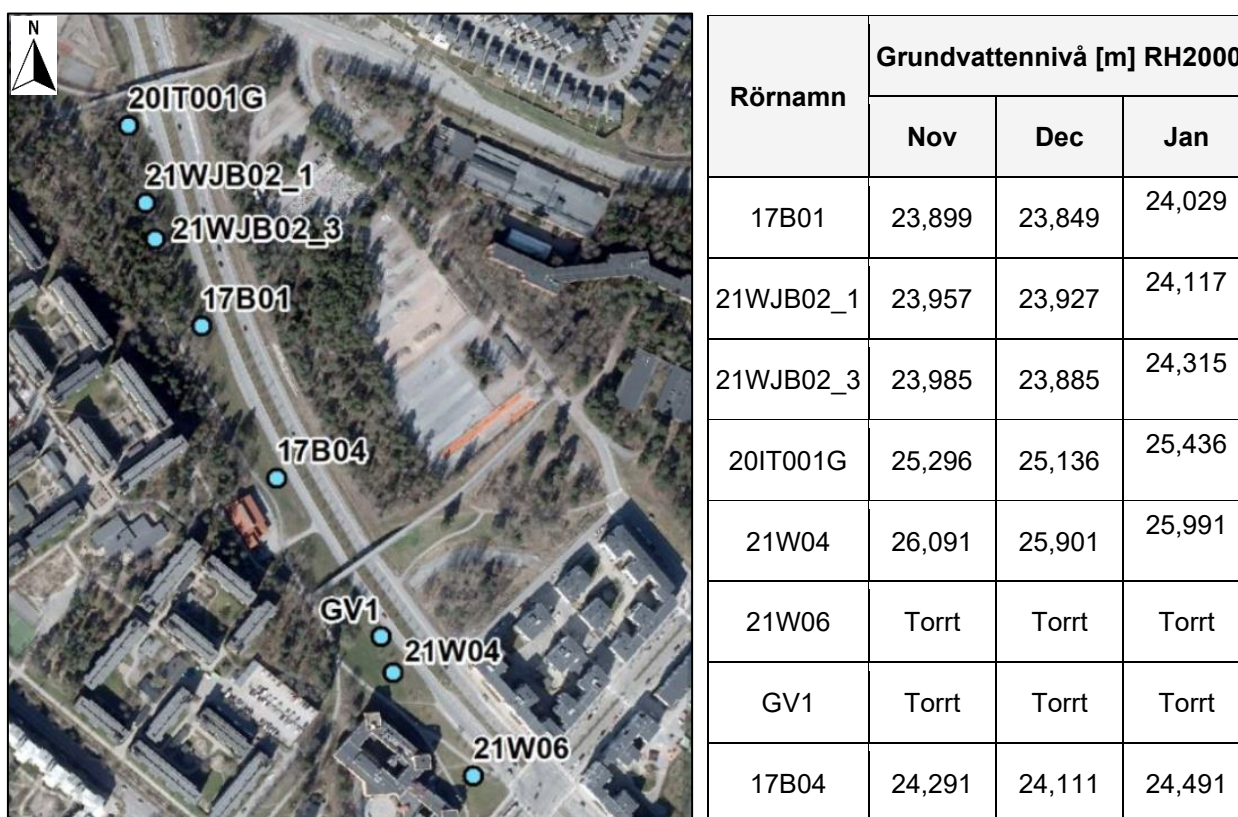 N
20IT001G
21WJB02_1
21WJB02_3
17B01
17B04
GV1
21W04
21W06
Rörnamn Grundvattennivå [m] RH2000
Nov Dec Jan
17B01 23,899 23,849 24,029
21WJB02_1 23,957 23,927 24,117
21WJB02_3 23,985 23,885 24,315
20IT001G 25,296 25,136 25,436
21W04 26,091 25,901 25,991
21W06 Torrt Torrt Torrt
GV1 Torrt Torrt Torrt
17B04 24,291 24,111 24,491